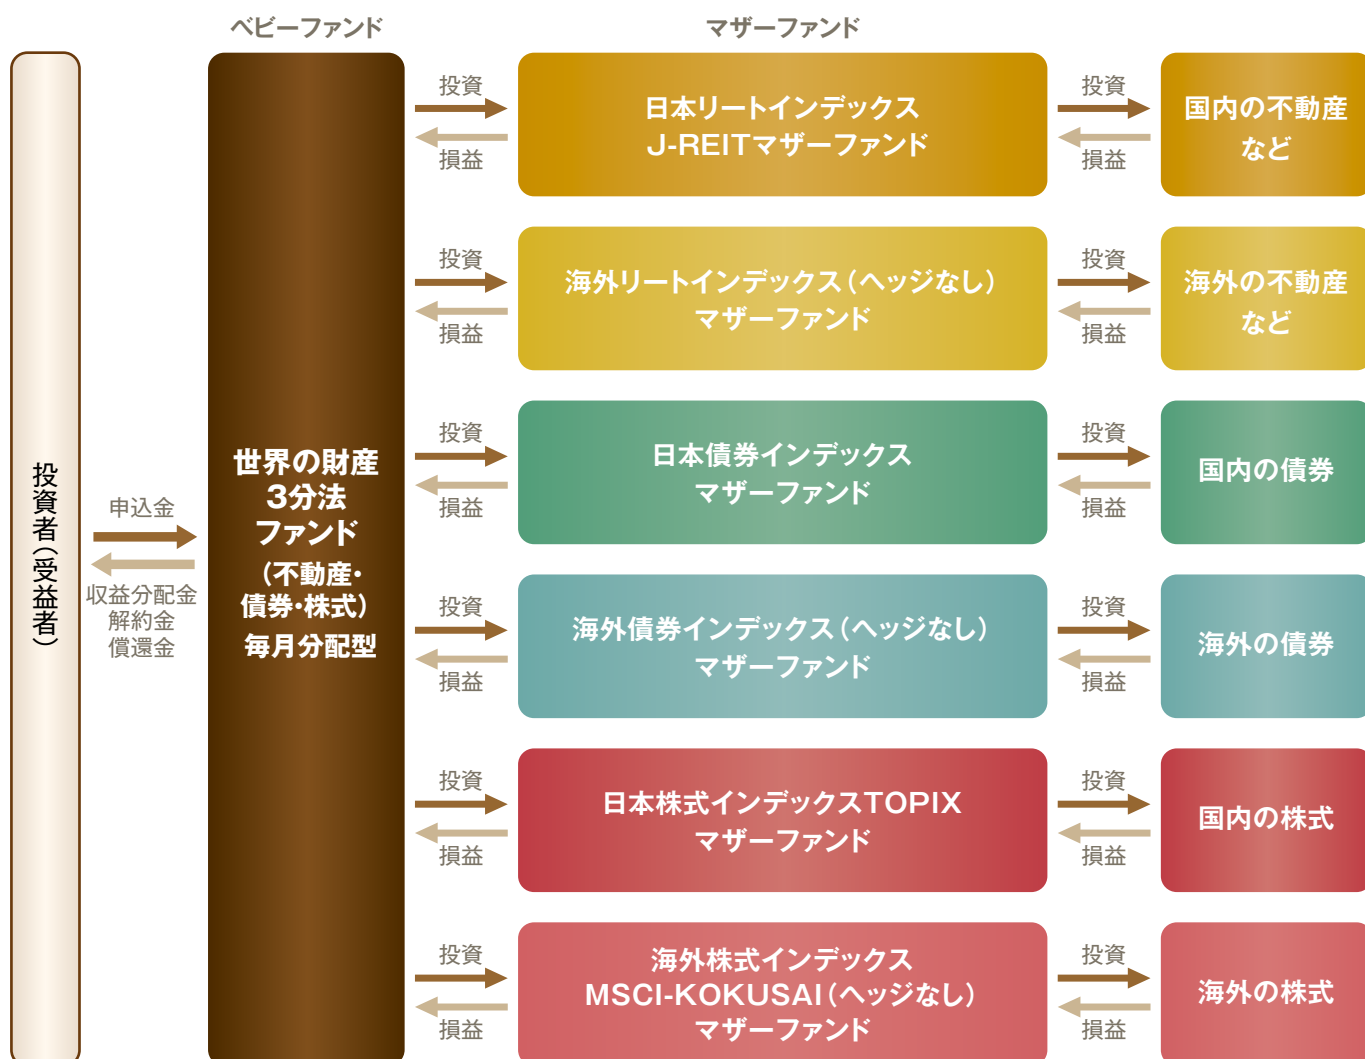 ベビーファンド
マザーファンド
投資者(受益者)
申込金
収益分配金
解約金
償還金
世界の財産
3分法
ファンド
(不動産・
債券・株式)
毎月分配型
投資
損益
日本リートインデックス
J-REITマザーファンド
投資
損益
国内の不動産
など
投資
損益
海外リートインデックス(ヘッジなし)
マザーファンド
投資
損益
海外の不動産
など
投資
損益
日本債券インデックス
マザーファンド
投資
損益
国内の債券
投資
損益
海外債券インデックス(ヘッジなし)
マザーファンド
投資
損益
海外の債券
投資
損益
日本株式インデックスTOPIX
マザーファンド
投資
損益
国内の株式
投資
損益
海外株式インデックス
MSCI-KOKUSAI(ヘッジなし)
マザーファンド
投資
損益
海外の株式